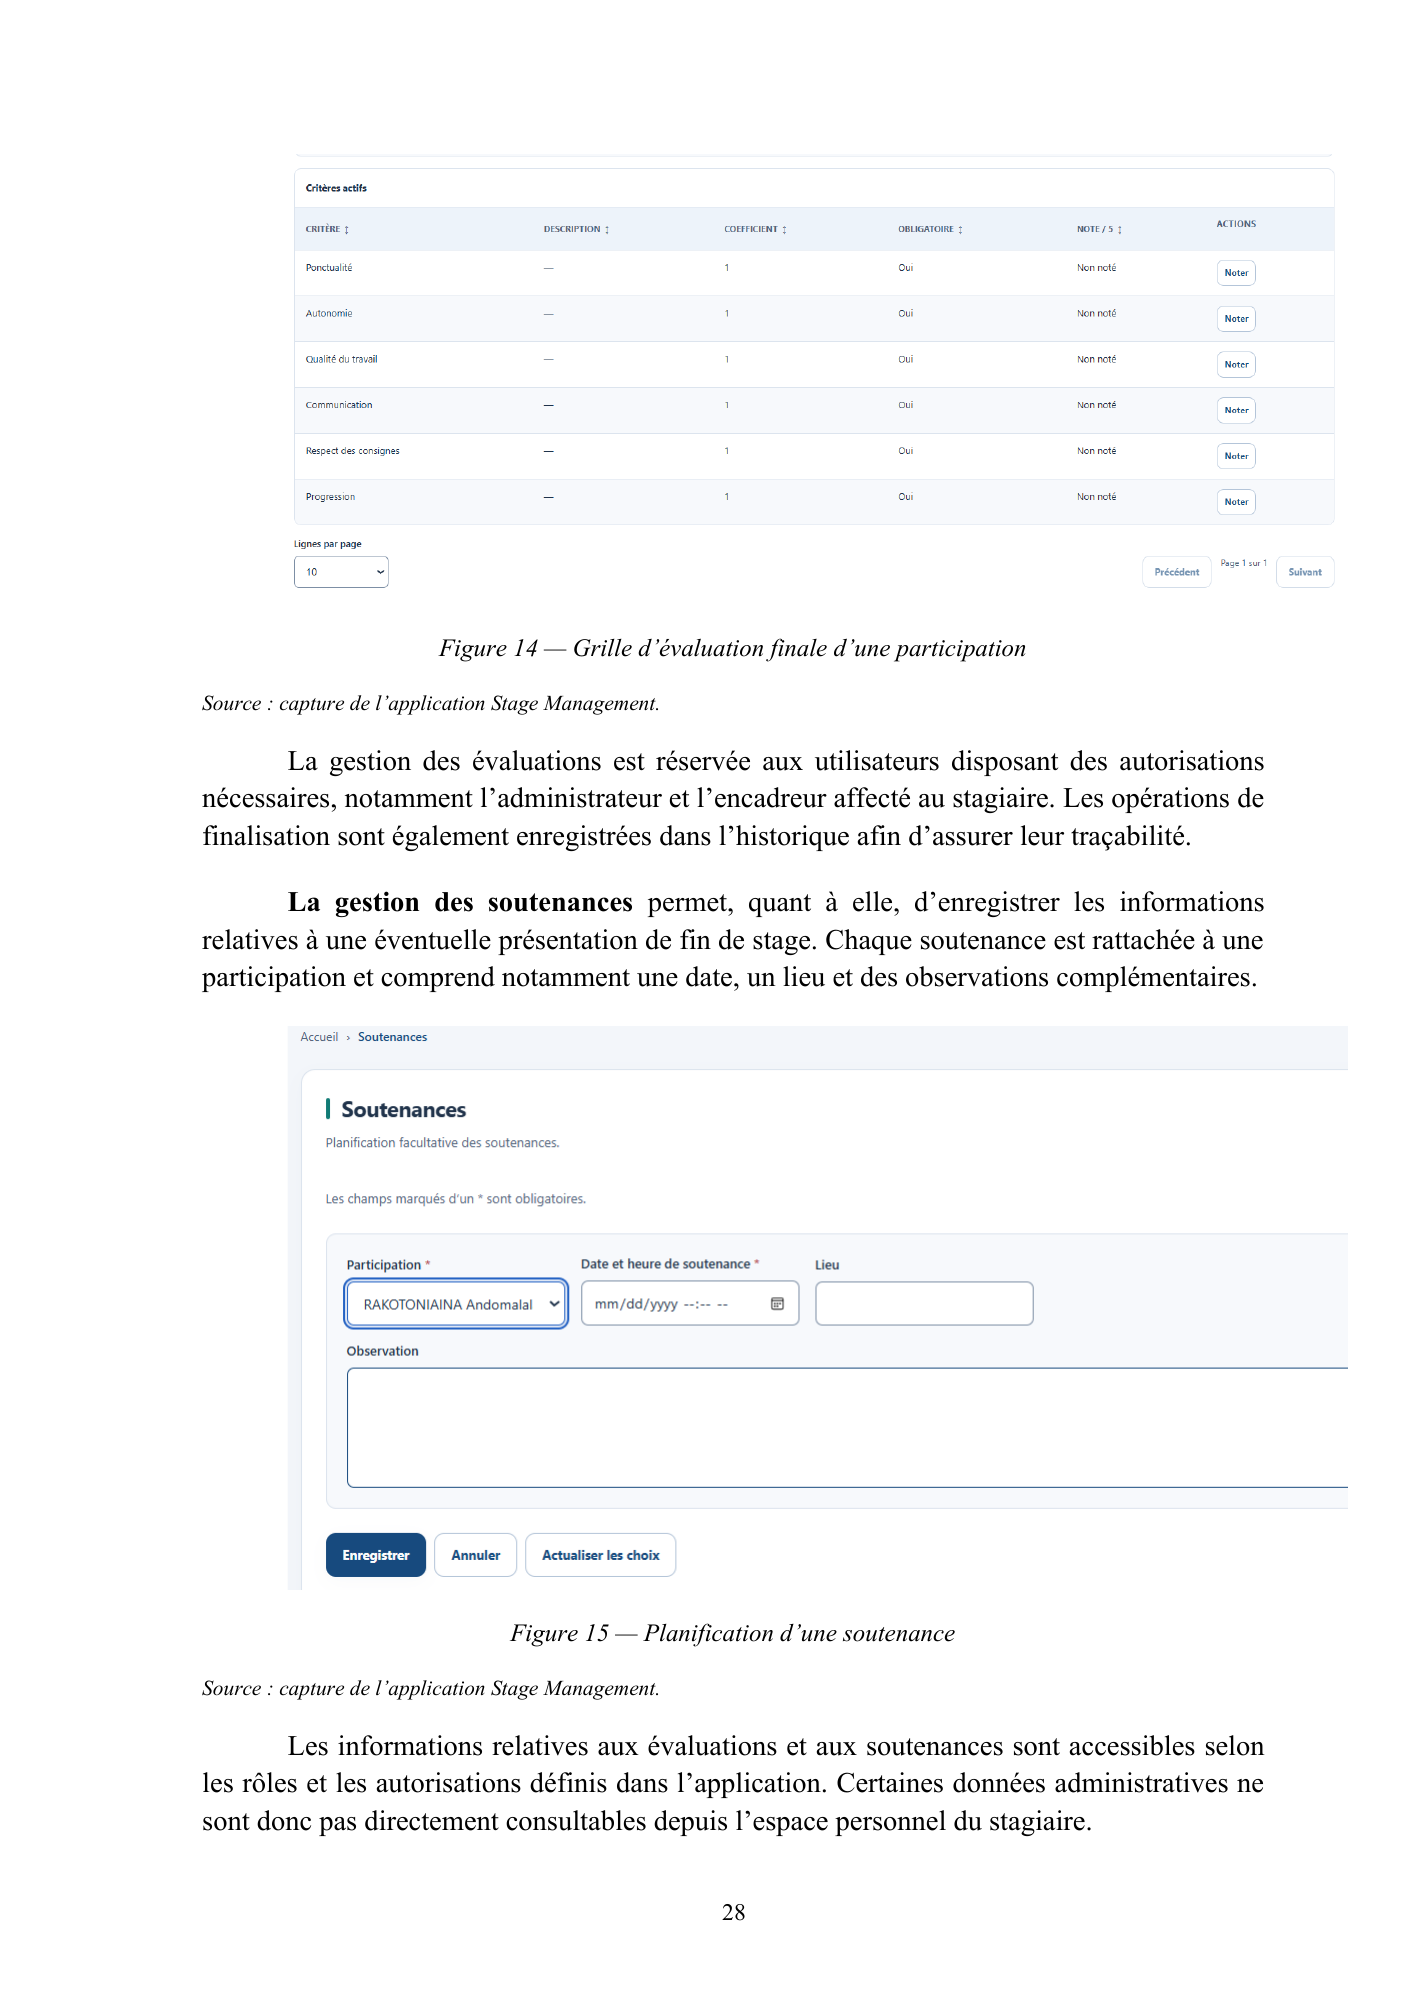 Critères actifs
CRITÈRE ↕ DESCRIPTION ↕ COEFFICIENT ↕ OBLIGATOIRE ↕ NOTE / 5 ↕ ACTIONS
Ponctualité — 1 Oui Non noté Noter
Autonomie — 1 Oui Non noté Noter
Qualité du travail — 1 Oui Non noté Noter
Communication — 1 Oui Non noté Noter
Respect des consignes — 1 Oui Non noté Noter
Progression — 1 Oui Non noté Noter
Lignes par page
10 Précédent Page 1 sur 1 Suivant
Figure 14 — Grille d’évaluation finale d’une participation
Source : capture de l’application Stage Management.
La gestion des évaluations est réservée aux utilisateurs disposant des autorisations
nécessaires, notamment l’administrateur et l’encadreur affecté au stagiaire. Les opérations de
finalisation sont également enregistrées dans l’historique afin d’assurer leur traçabilité.
La gestion des soutenances permet, quant à elle, d’enregistrer les informations
relatives à une éventuelle présentation de fin de stage. Chaque soutenance est rattachée à une
participation et comprend notamment une date, un lieu et des observations complémentaires.
Accueil › Soutenances
Soutenances
Planification facultative des soutenances.
Les champs marqués d'un * sont obligatoires.
Participation * Date et heure de soutenance * Lieu
RAKOTONIAINA Andomalal mm/dd/yyyy --:-- --
Observation
Enregistrer Annuler Actualiser les choix
Figure 15 — Planification d’une soutenance
Source : capture de l’application Stage Management.
Les informations relatives aux évaluations et aux soutenances sont accessibles selon
les rôles et les autorisations définis dans l’application. Certaines données administratives ne
sont donc pas directement consultables depuis l’espace personnel du stagiaire.
28